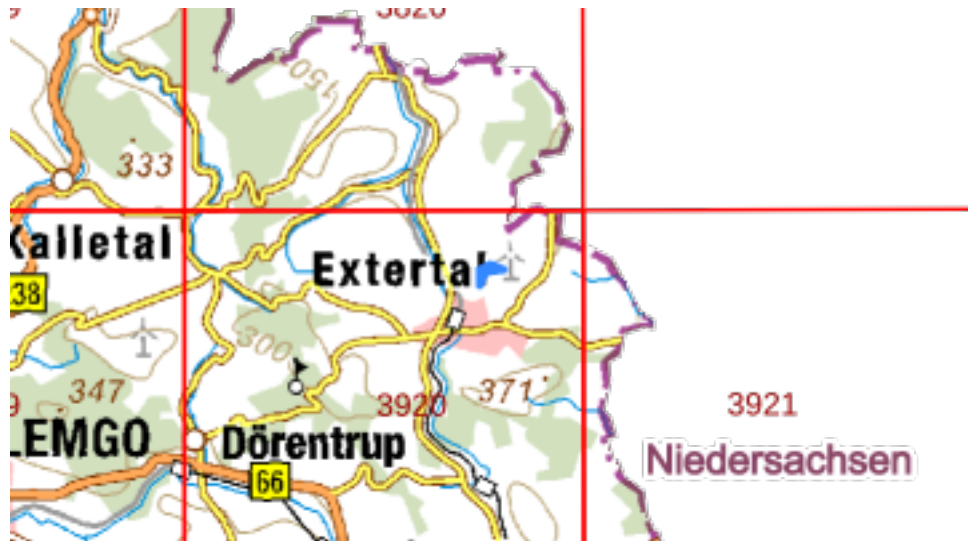 3820
150
333
Kalletal
Extertal
38
300
347
3920
371
3921
LEMGO
Dörentrup
Niedersachsen
66